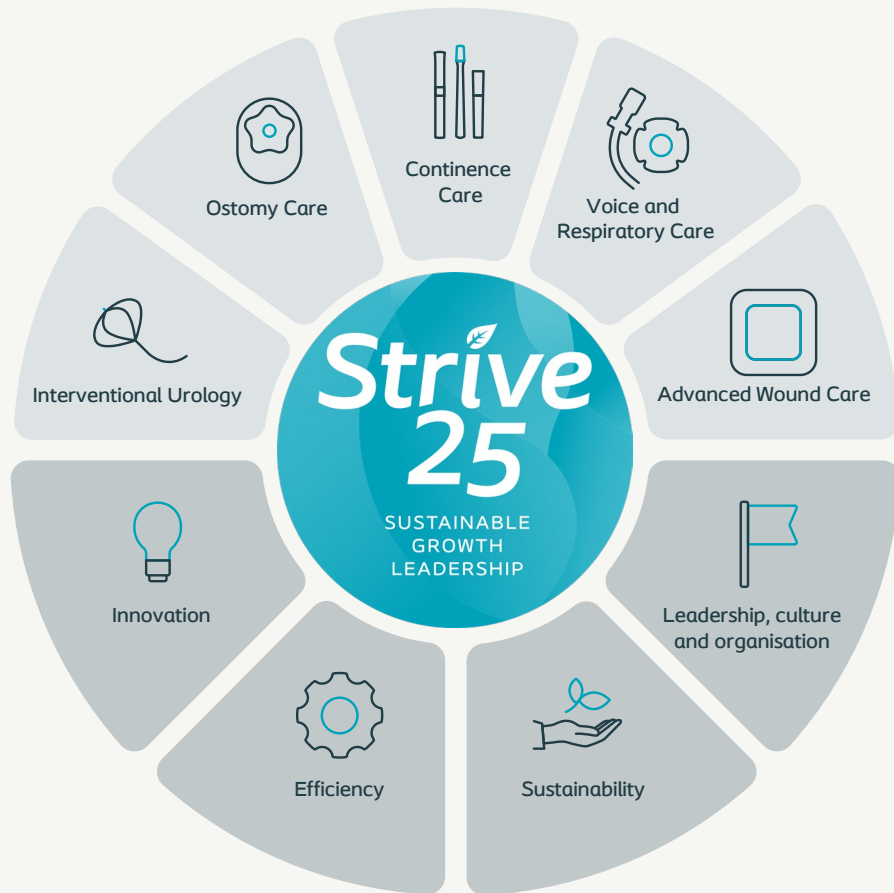 Continence
Care
Ostomy Care
Voice and
Respiratory Care
Interventional Urology
Advanced Wound Care
Strive
25
SUSTAINABLE
GROWTH
LEADERSHIP
Innovation
Leadership, culture
and organisation
Efficiency
Sustainability